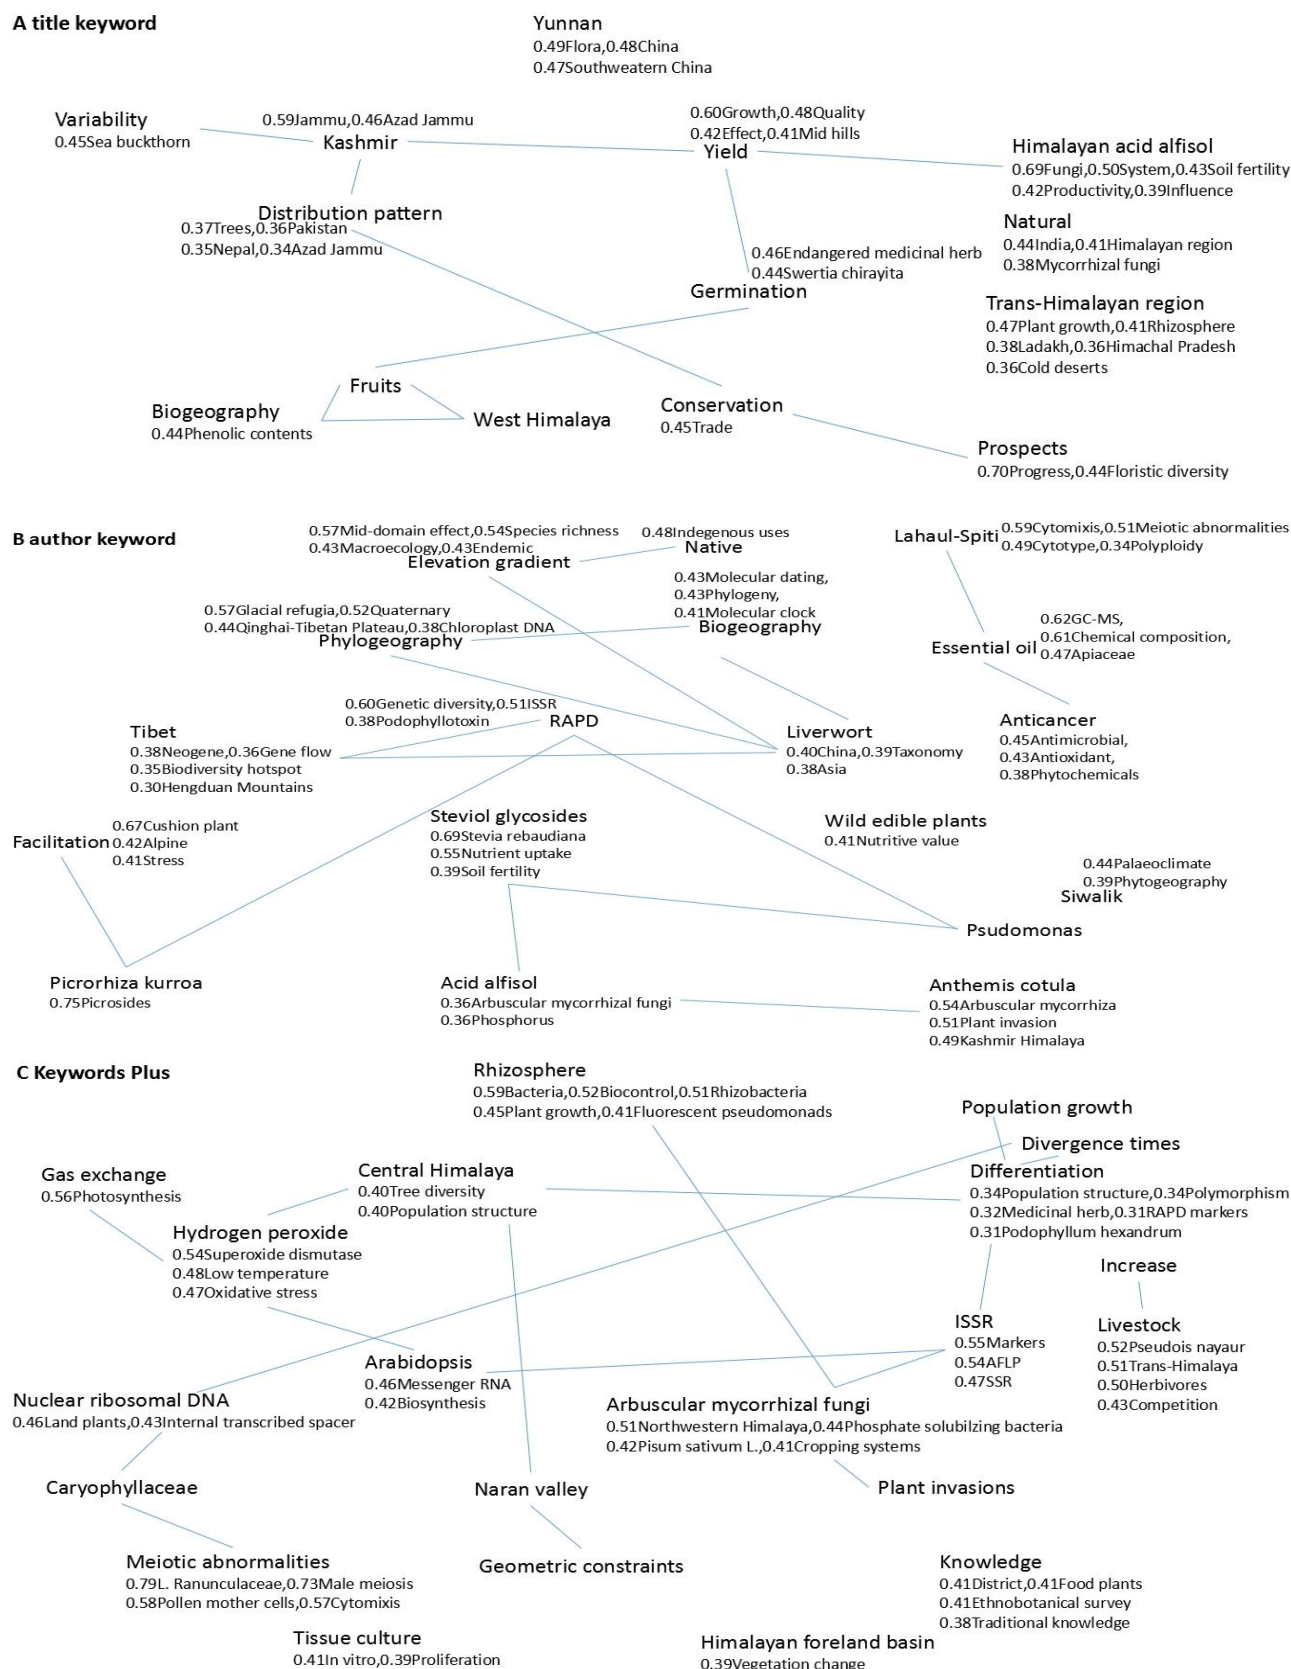 A title keyword
Yunnan
0.49Flora,0.48China
0.47Southweatern China
Variability
0.45Sea buckthorn
0.59Jammu,0.46Azad Jammu
Kashmir
0.60Growth,0.48Quality
0.42Effect,0.41Mid hills
Yield
Himalayan acid alfisol
0.69Fungi,0.50System,0.43Soil fertility
0.42Productivity,0.39Influence
Distribution pattern
0.37Trees,0.36Pakistan
0.35Nepal,0.34Azad Jammu
Natural
0.44India,0.41Himalayan region
0.38Mycorrhizal fungi
0.46Endangered medicinal herb
0.44Swertia chirayita
Germination
Trans-Himalayan region
0.47Plant growth,0.41Rhizosphere
0.38Ladakh,0.36Himachal Pradesh
0.36Cold deserts
Fruits
Biogeography
0.44Phenolic contents
West Himalaya
Conservation
0.45Trade
Prospects
0.70Progress,0.44Floristic diversity
B author keyword
0.57Mid-domain effect,0.54Species richness
0.43Macroecology,0.43Endemic
Elevation gradient
0.48Indegenous uses
Native
Lahaul-Spiti
0.59Cytomixis,0.51Meiotic abnormalities
0.49Cytotype,0.34Polyploidy
0.43Molecular dating,
0.43Phylogeny,
0.41Molecular clock
Biogeography
0.57Glacial refugia,0.52Quaternary
0.44Qinghai-Tibetan Plateau,0.38Chloroplast DNA
Phylogeography
Essential oil
0.62GC-MS,
0.61Chemical composition,
0.47Apiaceae
0.60Genetic diversity,0.51ISSR
0.38Podophyllotoxin
RAPD
Tibet
0.38Neogene,0.36Gene flow
0.35Biodiversity hotspot
0.30Hengduan Mountains
Liverwort
0.40China,0.39Taxonomy
0.38Asia
Anticancer
0.45Antimicrobial,
0.43Antioxidant,
0.38Phytochemicals
Facilitation
0.67Cushion plant
0.42Alpine
0.41Stress
Steviol glycosides
0.69Stevia rebaudiana
0.55Nutrient uptake
0.39Soil fertility
Wild edible plants
0.41Nutritive value
0.44Palaeoclimate
0.39Phytogeography
Siwalik
Psudomonas
Picrorhiza kurroa
0.75Picrosides
Acid alfisol
0.36Arbuscular mycorrhizal fungi
0.36Phosphorus
Anthemis cotula
0.54Arbuscular mycorrhiza
0.51Plant invasion
0.49Kashmir Himalaya
C Keywords Plus
Rhizosphere
0.59Bacteria,0.52Biocontrol,0.51Rhizobacteria
0.45Plant growth,0.41Fluorescent pseudomonads
Population growth
Divergence times
Gas exchange
0.56Photosynthesis
Central Himalaya
0.40Tree diversity
0.40Population structure
Differentiation
0.34Population structure,0.34Polymorphism
0.32Medicinal herb,0.31RAPD markers
0.31Podophyllum hexandrum
Hydrogen peroxide
0.54Superoxide dismutase
0.48Low temperature
0.47Oxidative stress
Increase
ISSR
0.55Markers
0.54AFLP
0.47SSR
Livestock
0.52Pseudois nayaur
0.51Trans-Himalaya
0.50Herbivores
0.43Competition
Arabidopsis
0.46Messenger RNA
0.42Biosynthesis
Nuclear ribosomal DNA
0.46Land plants,0.43Internal transcribed spacer
Arbuscular mycorrhizal fungi
0.51Northwestern Himalaya,0.44Phosphate solubilzing bacteria
0.42Pisum sativum L.,0.41Cropping systems
Caryophyllaceae
Naran valley
Plant invasions
Meiotic abnormalities
0.79L. Ranunculaceae,0.73Male meiosis
0.58Pollen mother cells,0.57Cytomixis
Geometric constraints
Knowledge
0.41District,0.41Food plants
0.41Ethnobotanical survey
0.38Traditional knowledge
Tissue culture
0.41In vitro,0.39Proliferation
Himalayan foreland basin
0.39Vegetation change